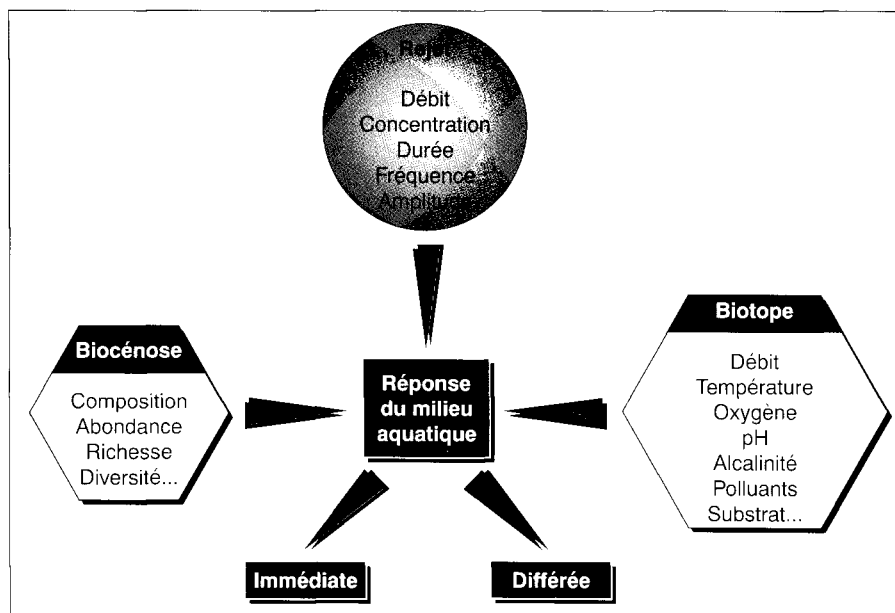 Rejet
Débit
Concentration
Durée
Fréquence
Amplitude
Biocénose
Composition
Abondance
Richesse
Diversité...
Réponse
du milieu
aquatique
Biotope
Débit
Température
Oxygène
pH
Alcalinité
Polluants
Substrat...
Immédiate
Différée